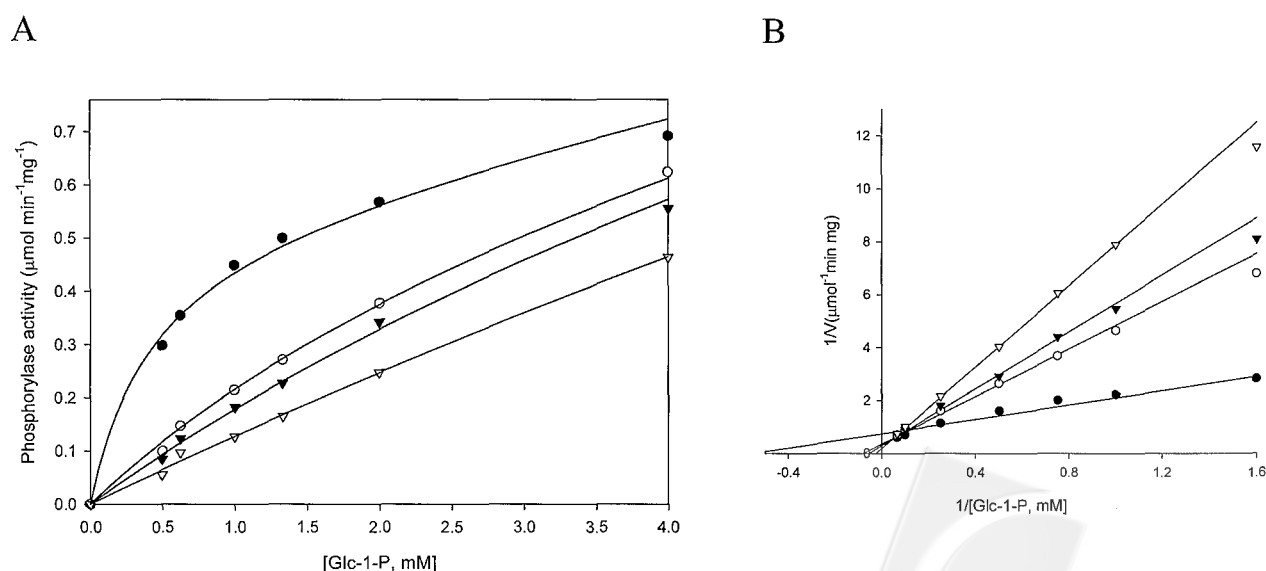 A
B
Phosphorylase activity (μmol min⁻¹mg⁻¹)
0.7
0.6
0.5
0.4
0.3
0.2
0.1
0.0
0.0 0.5 1.0 1.5 2.0 2.5 3.0 3.5 4.0
[Glc-1-P, mM]
1/V(μmol⁻¹min mg)
12
10
8
6
4
2
0
-0.4 0.0 0.4 0.8 1.2 1.6
1/[Glc-1-P, mM]